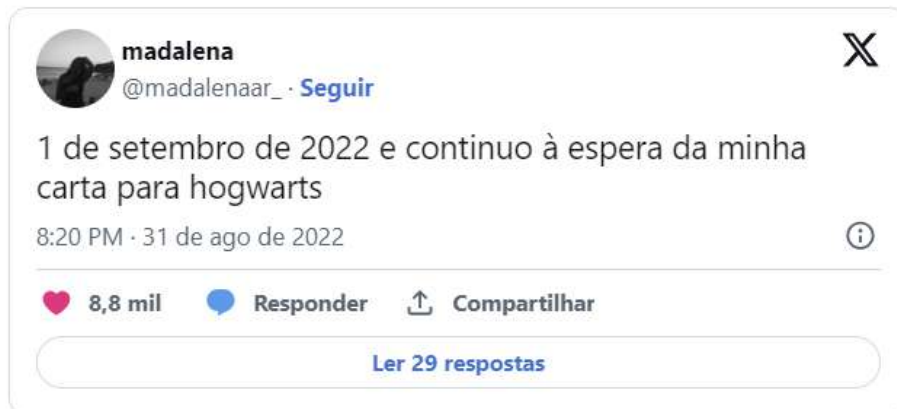 madalena
@madalenaar_ · Seguir
1 de setembro de 2022 e continuo à espera da minha
carta para hogwarts
8:20 PM · 31 de ago de 2022
8,8 mil Responder Compartilhar
Ler 29 respostas